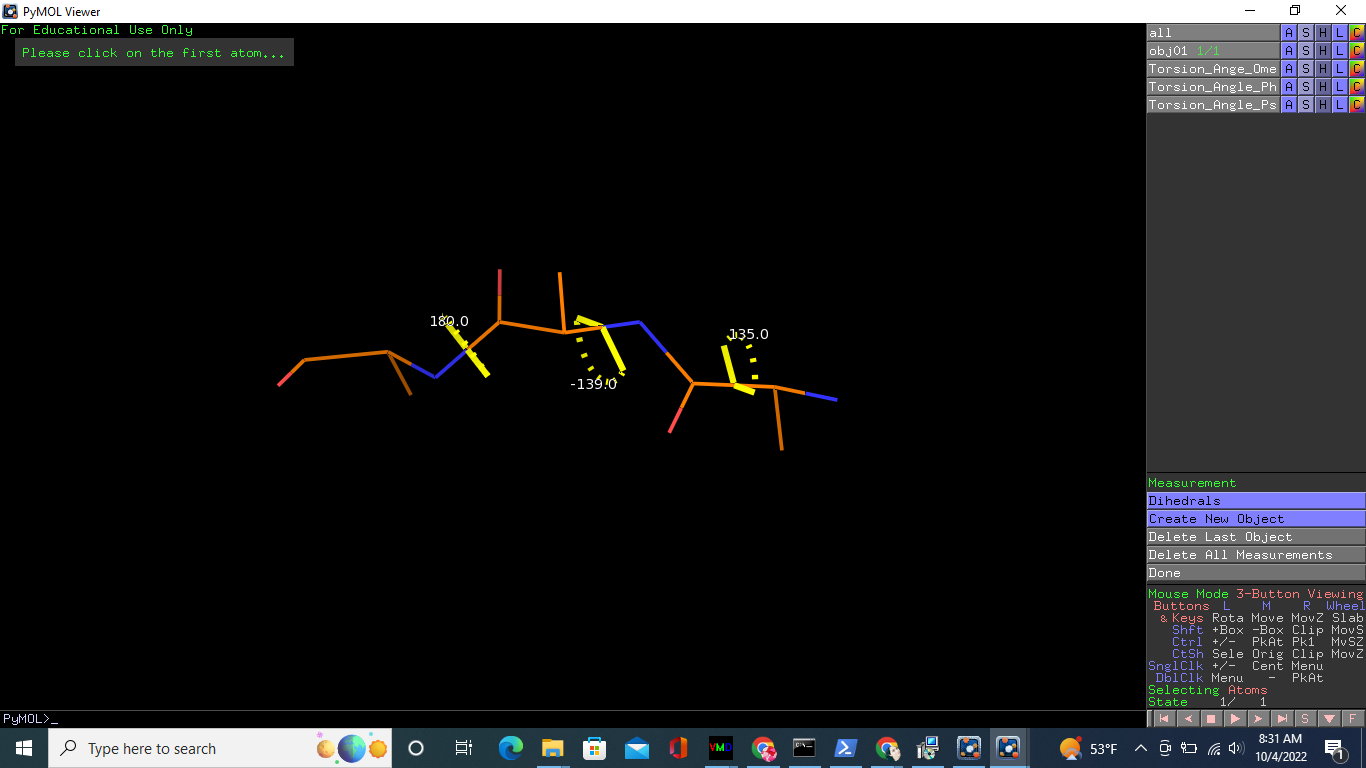 PyMOL Viewer
For Educational Use Only
Please click on the first atom...
all A S H L C
obj01 1/1 A S H L C
Torsion_Ange_Ome A S H L C
Torsion_Angle_Ph A S H L C
Torsion_Angle_Ps A S H L C
180.0
135.0
-139.0
Measurement
Dihedrals
Create New Object
Delete Last Object
Delete All Measurements
Done
Mouse Mode 3-Button Viewing
Buttons L M R Wheel
& Keys Rota Move MovZ Slab
Shft +Box -Box Clip MovS
Ctrl +/- PkAt Pk1 MvSZ
CtSh Sele Orig Clip MovZ
SnglClk +/- Cent Menu
DblClk Menu - PkAt
Selecting Atoms
State 1/ 1
S F
PyMOL>_
Type here to search
VMD
53°F
8:31 AM
10/4/2022
1